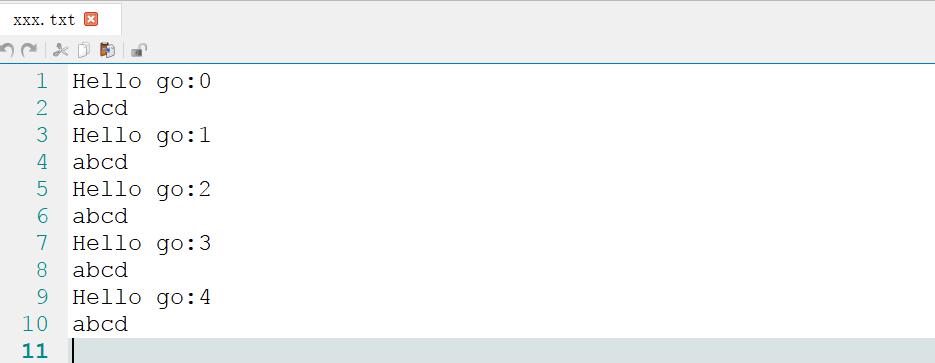 xxx.txt
1 Hello go:0
2 abcd
3 Hello go:1
4 abcd
5 Hello go:2
6 abcd
7 Hello go:3
8 abcd
9 Hello go:4
10 abcd
11